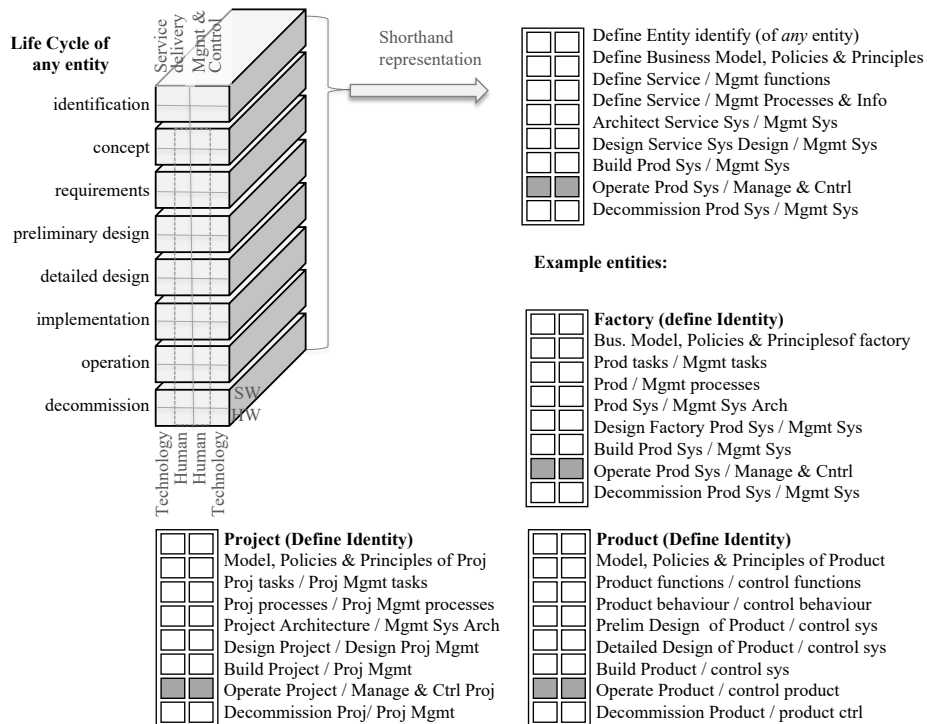 Life Cycle of
any entity
Service
delivery
Mgmt &
Control
identification
concept
requirements
preliminary design
detailed design
implementation
operation
decommission
SW
HW
Technology
Human
Human
Technology
Shorthand
representation
Define Entity identify (of any entity)
Define Business Model, Policies & Principles
Define Service / Mgmt functions
Define Service / Mgmt Processes & Info
Architect Service Sys / Mgmt Sys
Design Service Sys Design / Mgmt Sys
Build Prod Sys / Mgmt Sys
Operate Prod Sys / Manage & Cntrl
Decommission Prod Sys / Mgmt Sys
Example entities:
Factory (define Identity)
Bus. Model, Policies & Principlesof factory
Prod tasks / Mgmt tasks
Prod / Mgmt processes
Prod Sys / Mgmt Sys Arch
Design Factory Prod Sys / Mgmt Sys
Build Prod Sys / Mgmt Sys
Operate Prod Sys / Manage & Cntrl
Decommission Prod Sys / Mgmt Sys
Project (Define Identity)
Model, Policies & Principles of Proj
Proj tasks / Proj Mgmt tasks
Proj processes / Proj Mgmt processes
Project Architecture / Mgmt Sys Arch
Design Project / Design Proj Mgmt
Build Project / Proj Mgmt
Operate Project / Manage & Ctrl Proj
Decommission Proj/ Proj Mgmt
Product (Define Identity)
Model, Policies & Principles of Product
Product functions / control functions
Product behaviour / control behaviour
Prelim Design of Product / control sys
Detailed Design of Product / control sys
Build Product / control sys
Operate Product / control product
Decommission Product / product ctrl